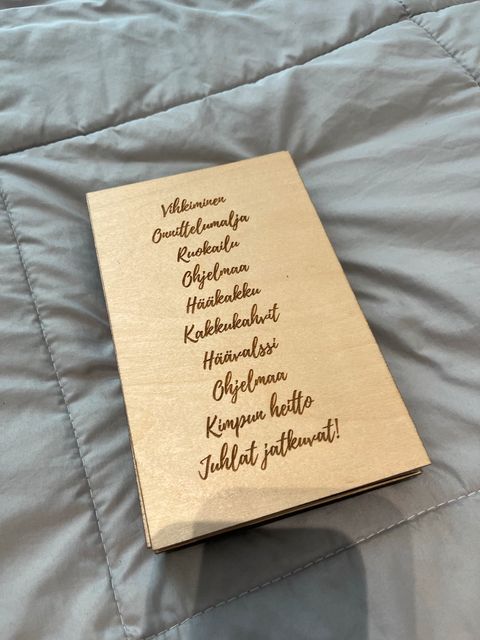 Vihkiminen
Onnittelumalja
Ruokailu
Ohjelmaa
Hääkakku
Kakkukahvit
Häävalssi
Ohjelmaa
Kimpun heitto
Juhlat jatkuvat!